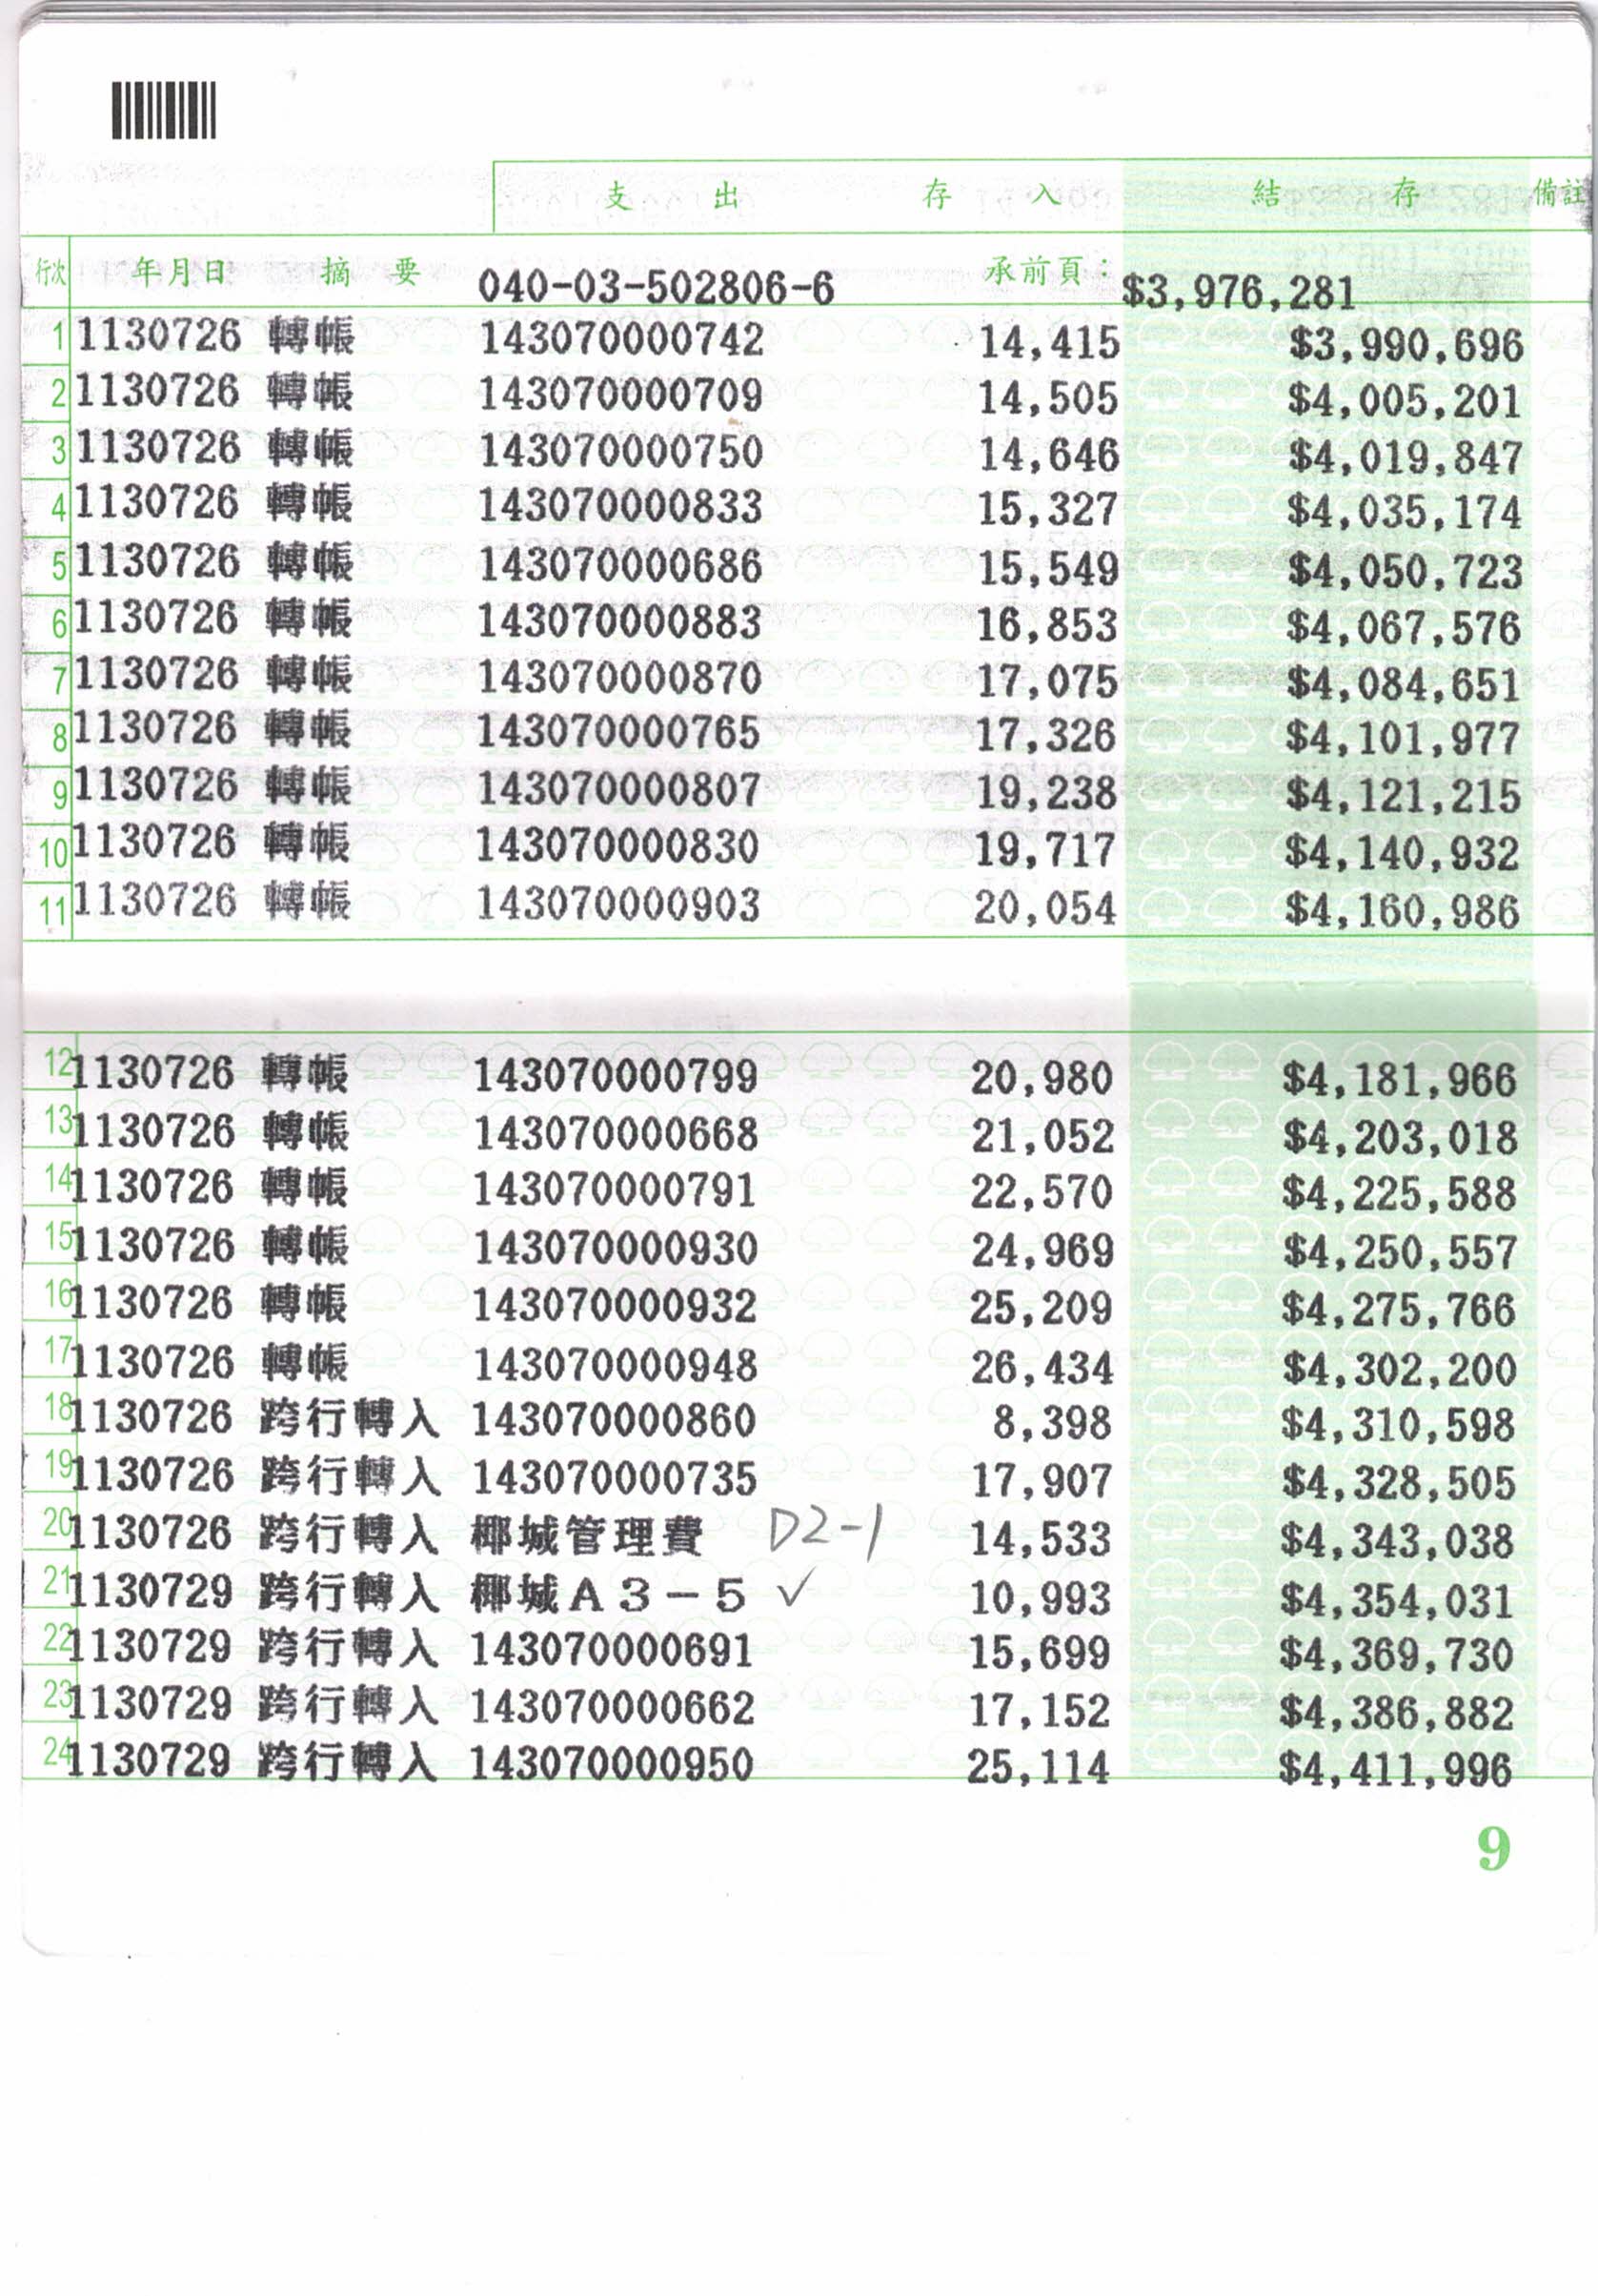 支 出 存 入 結 存 備註
行次 年月日 摘 要 040-03-502806-6 承前頁： $3,976,281
1 1130726 轉帳 143070000742 14,415 $3,990,696
2 1130726 轉帳 143070000709 14,505 $4,005,201
3 1130726 轉帳 143070000750 14,646 $4,019,847
4 1130726 轉帳 143070000833 15,327 $4,035,174
5 1130726 轉帳 143070000686 15,549 $4,050,723
6 1130726 轉帳 143070000883 16,853 $4,067,576
7 1130726 轉帳 143070000870 17,075 $4,084,651
8 1130726 轉帳 143070000765 17,326 $4,101,977
9 1130726 轉帳 143070000807 19,238 $4,121,215
10 1130726 轉帳 143070000830 19,717 $4,140,932
11 1130726 轉帳 143070000903 20,054 $4,160,986
12 1130726 轉帳 143070000799 20,980 $4,181,966
13 1130726 轉帳 143070000668 21,052 $4,203,018
14 1130726 轉帳 143070000791 22,570 $4,225,588
15 1130726 轉帳 143070000930 24,969 $4,250,557
16 1130726 轉帳 143070000932 25,209 $4,275,766
17 1130726 轉帳 143070000948 26,434 $4,302,200
18 1130726 跨行轉入 143070000860 8,398 $4,310,598
19 1130726 跨行轉入 143070000735 17,907 $4,328,505
20 1130726 跨行轉入 椰城管理費 D2-1 14,533 $4,343,038
21 1130729 跨行轉入 椰城Ａ３－５ ✓ 10,993 $4,354,031
22 1130729 跨行轉入 143070000691 15,699 $4,369,730
23 1130729 跨行轉入 143070000662 17,152 $4,386,882
24 1130729 跨行轉入 143070000950 25,114 $4,411,996
9